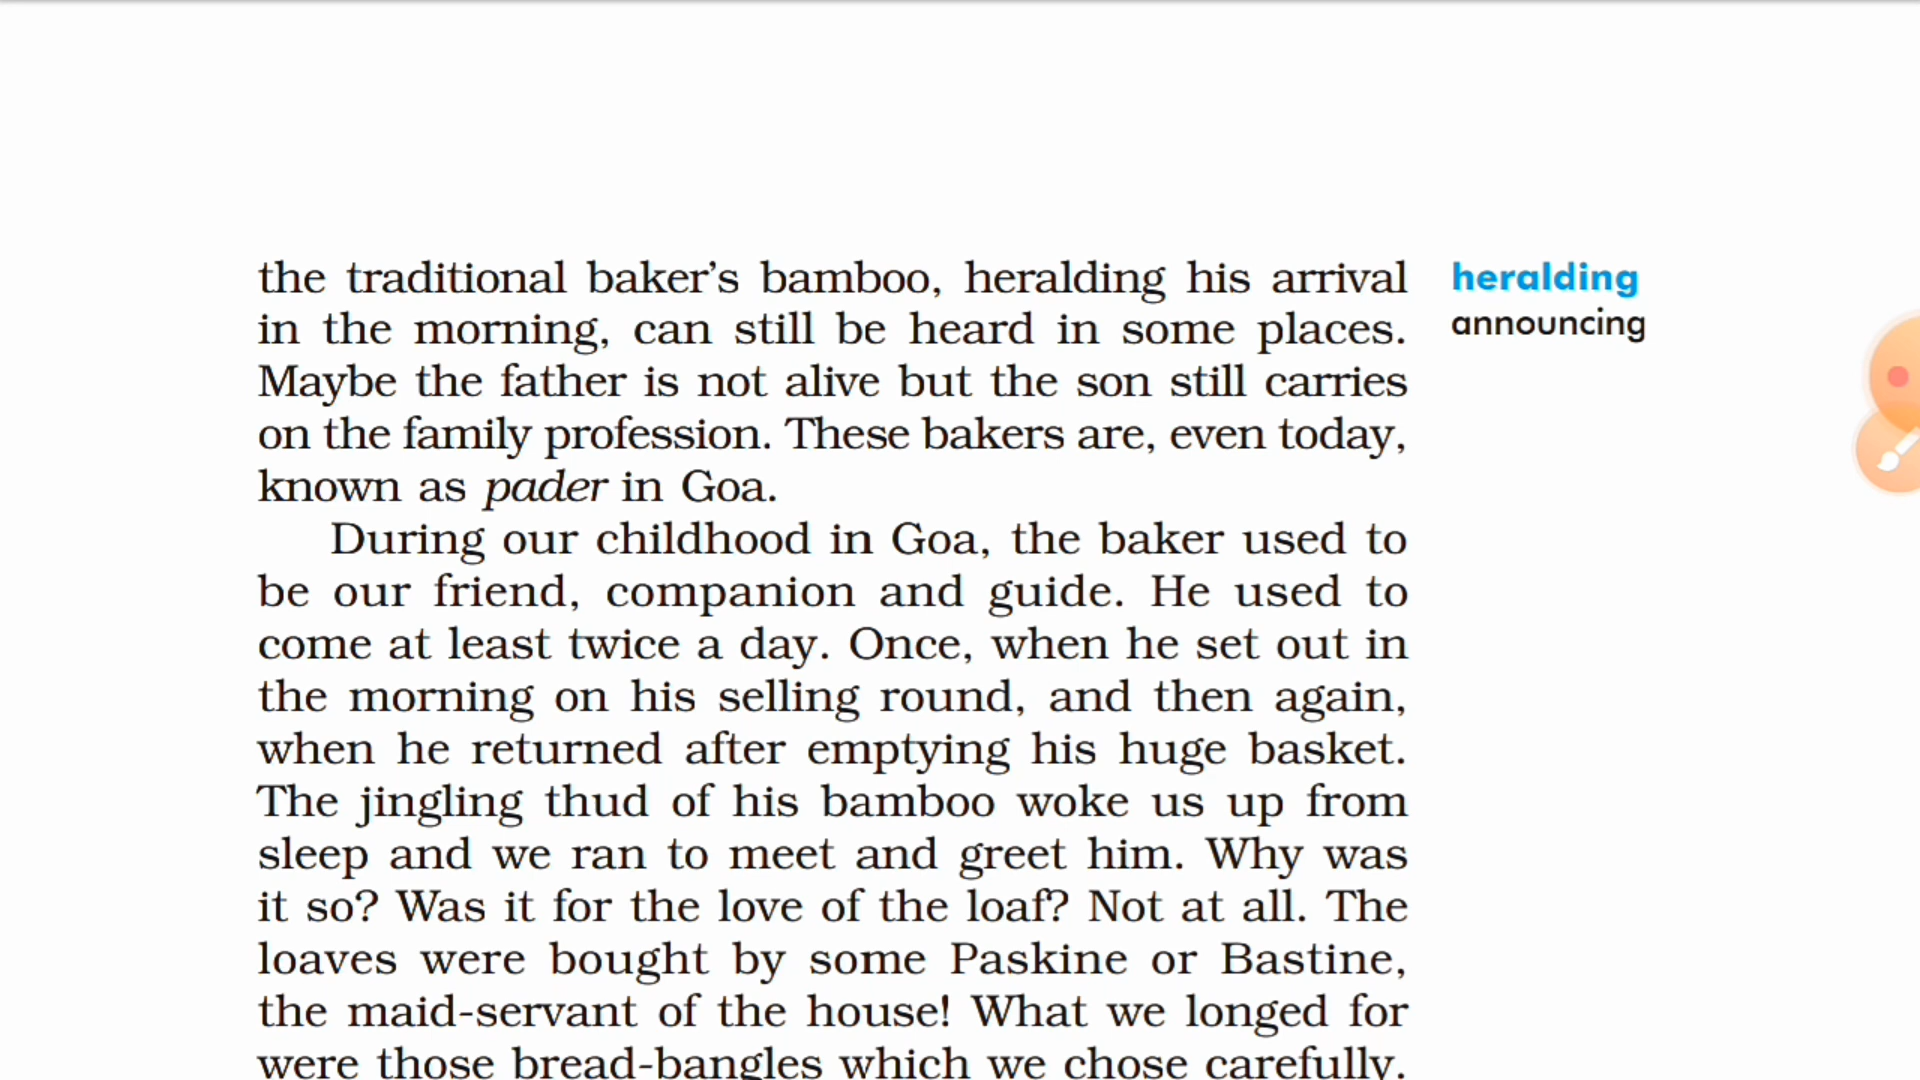 the traditional baker’s bamboo, heralding his arrival
in the morning, can still be heard in some places.
Maybe the father is not alive but the son still carries
on the family profession. These bakers are, even today,
known as pader in Goa.
During our childhood in Goa, the baker used to
be our friend, companion and guide. He used to
come at least twice a day. Once, when he set out in
the morning on his selling round, and then again,
when he returned after emptying his huge basket.
The jingling thud of his bamboo woke us up from
sleep and we ran to meet and greet him. Why was
it so? Was it for the love of the loaf? Not at all. The
loaves were bought by some Paskine or Bastine,
the maid-servant of the house! What we longed for
were those bread-bangles which we chose carefully.
heralding
announcing